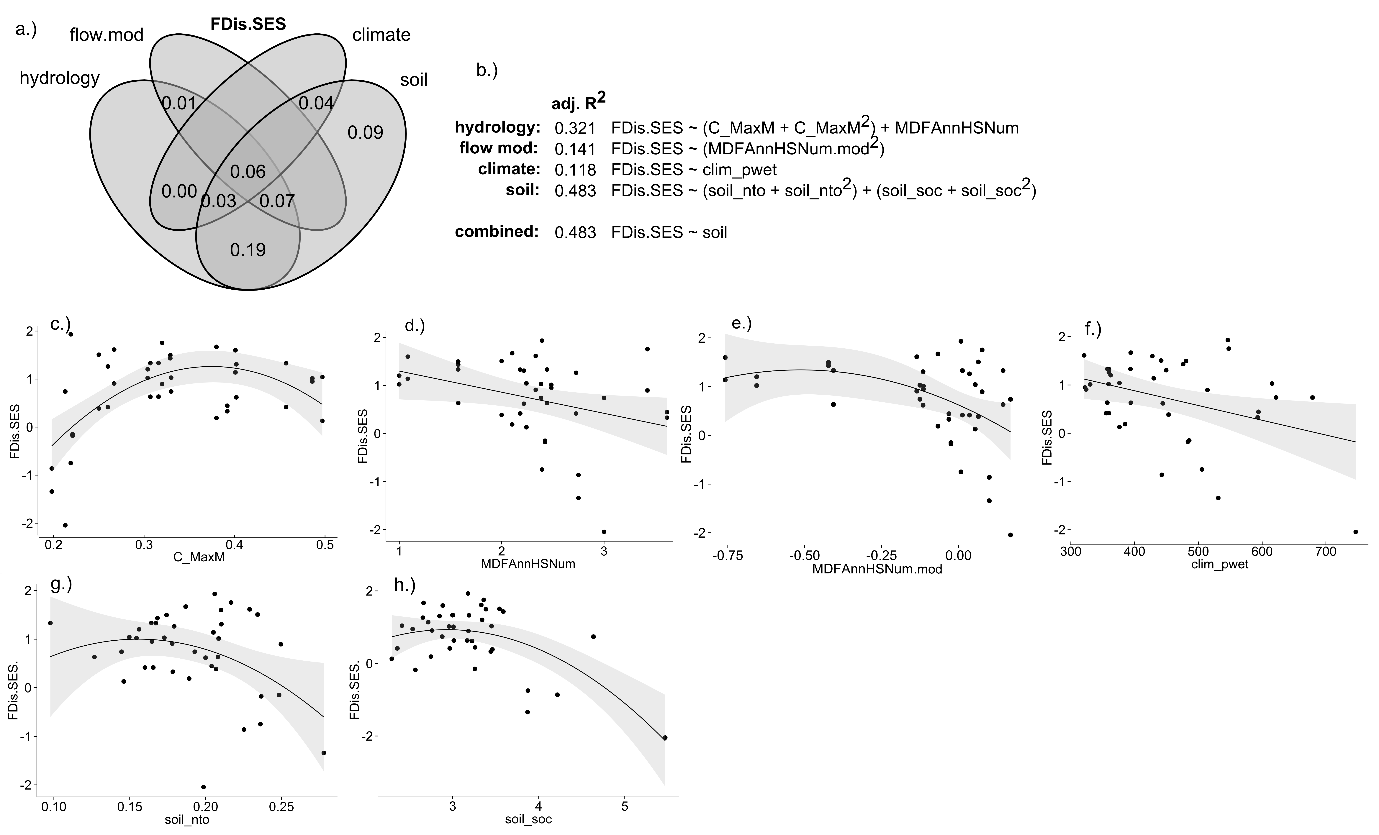 a.)
FDis.SES
flow.mod
climate
hydrology
soil
0.01
0.04
0.09
0.06
0.00
0.03
0.07
0.19
b.)
adj. R2
hydrology: 0.321 FDis.SES ~ (C_MaxM + C_MaxM2) + MDFAnnHSNum
flow mod: 0.141 FDis.SES ~ (MDFAnnHSNum.mod2)
climate: 0.118 FDis.SES ~ clim_pwet
soil: 0.483 FDis.SES ~ (soil_nto + soil_nto2) + (soil_soc + soil_soc2)
combined: 0.483 FDis.SES ~ soil
c.)
FDis.SES
2
1
0
-1
-2
0.2 0.3 0.4 0.5
C_MaxM
d.)
FDis.SES
2
1
0
-1
-2
1 2 3
MDFAnnHSNum
e.)
FDis.SES
2
1
0
-1
-2
-0.75 -0.50 -0.25 0.00
MDFAnnHSNum.mod
f.)
FDis.SES
2
1
0
-1
-2
300 400 500 600 700
clim_pwet
g.)
FDis.SES.
2
1
0
-1
-2
0.10 0.15 0.20 0.25
soil_nto
h.)
FDis.SES.
2
0
-2
3 4 5
soil_soc